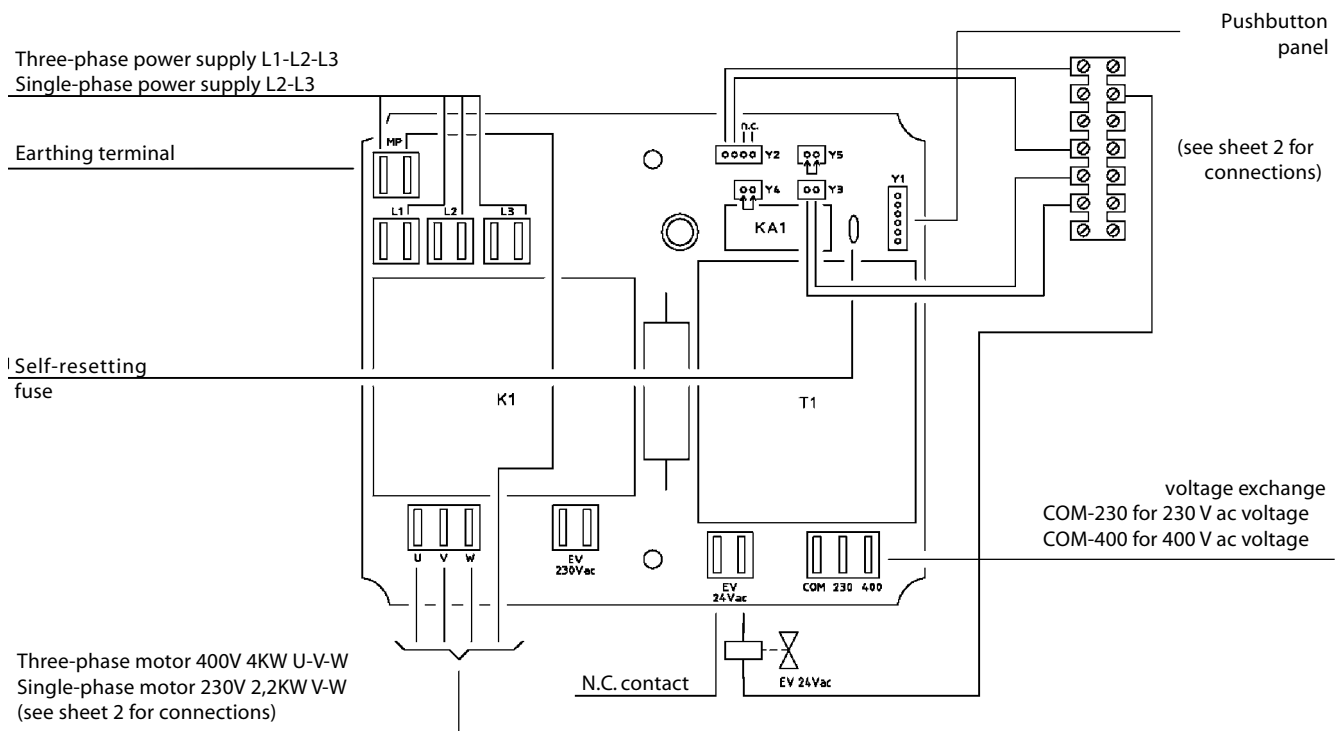 Pushbutton
panel
Three-phase power supply L1-L2-L3
Single-phase power supply L2-L3
n.c.
MP
Earthing terminal
Y2
Y5
(see sheet 2 for
connections)
Y4
Y3
Y1
L1
L2
L3
KA1
Self-resetting
fuse
K1
T1
voltage exchange
COM-230 for 230 V ac voltage
COM-400 for 400 V ac voltage
U V W
EV
230Vac
EV
24Vac
COM 230 400
Three-phase motor 400V 4KW U-V-W
Single-phase motor 230V 2,2KW V-W
(see sheet 2 for connections)
N.C. contact
EV 24Vac